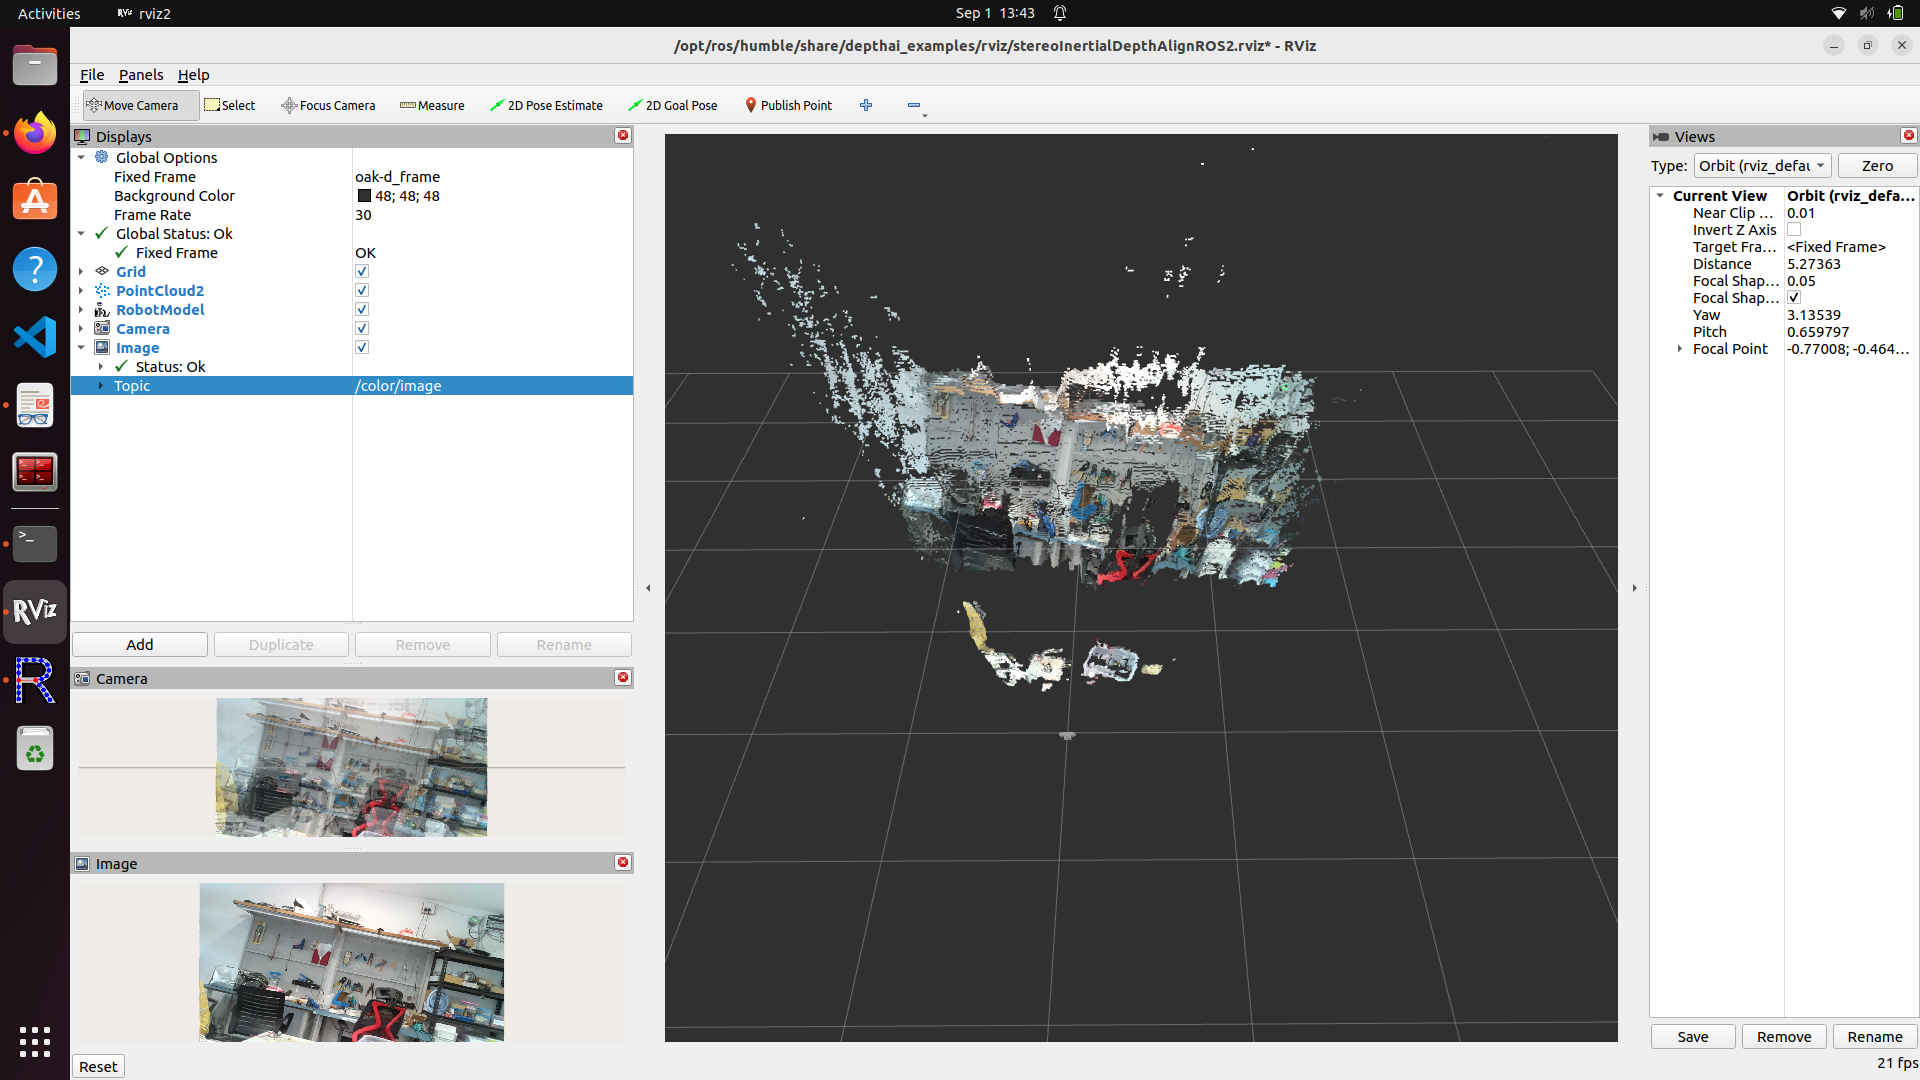 Activities
rviz2
Sep 1 13:43
/opt/ros/humble/share/depthai_examples/rviz/stereoInertialDepthAlignROS2.rviz* - RViz
File Panels Help
Move Camera Select Focus Camera Measure 2D Pose Estimate 2D Goal Pose Publish Point
Displays
Global Options
Fixed Frame oak-d_frame
Background Color 48; 48; 48
Frame Rate 30
Global Status: Ok
Fixed Frame OK
Grid
PointCloud2
RobotModel
Camera
Image
Status: Ok
Topic /color/image
Add Duplicate Remove Rename
Camera
Image
Reset
Views
Type: Orbit (rviz_defau Zero
Current View Orbit (rviz_defa...
Near Clip ... 0.01
Invert Z Axis
Target Fra... <Fixed Frame>
Distance 5.27363
Focal Shap... 0.05
Focal Shap...
Yaw 3.13539
Pitch 0.659797
Focal Point -0.77008; -0.464...
Save Remove Rename
21 fps
RViz
R